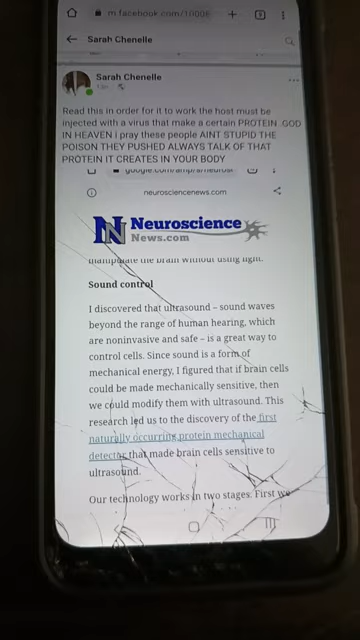 m.facebook.com/10006
Sarah Chenelle
Sarah Chenelle
Read this in order for it to work the host must be
injected with a virus that make a certain PROTEIN .GOD
IN HEAVEN i pray these people AINT STUPID THE
POISON THEY PUSHED ALWAYS TALK OF THAT
PROTEIN IT CREATES IN YOUR BODY
neurosciencenews.com
Neuroscience
News.com
manipulate the brain without using light.
Sound control
I discovered that ultrasound – sound waves
beyond the range of human hearing, which
are noninvasive and safe – is a great way to
control cells. Since sound is a form of
mechanical energy, I figured that if brain cells
could be made mechanically sensitive, then
we could modify them with ultrasound. This
research led us to the discovery of the first
naturally occurring protein mechanical
detector that made brain cells sensitive to
ultrasound.
Our technology works in two stages. First we